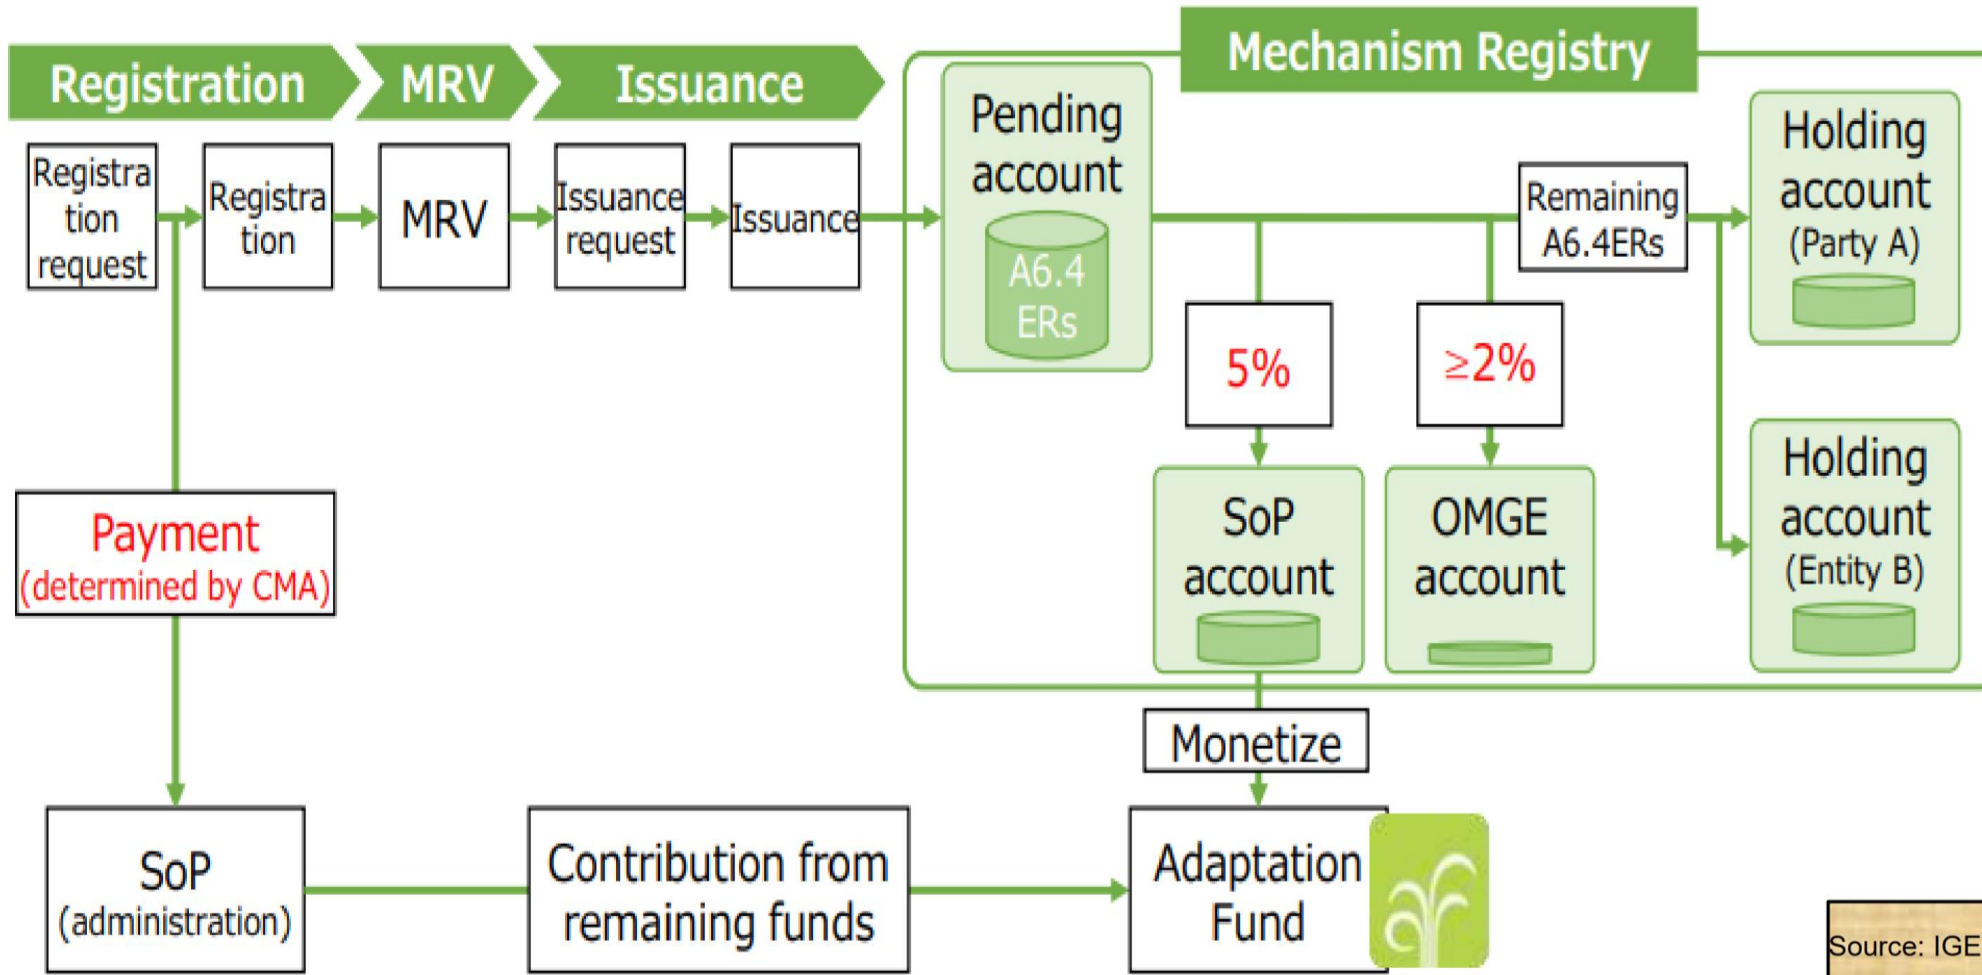 Mechanism Registry
Registration
MRV
Issuance
Registra
tion
request
Registra
tion
MRV
Issuance
request
Issuance
Pending
account
A6.4
ERs
5%
≥2%
Remaining
A6.4ERs
Holding
account
(Party A)
Holding
account
(Entity B)
SoP
account
OMGE
account
Payment
(determined by CMA)
Monetize
SoP
(administration)
Contribution from
remaining funds
Adaptation
Fund
Source: IGE